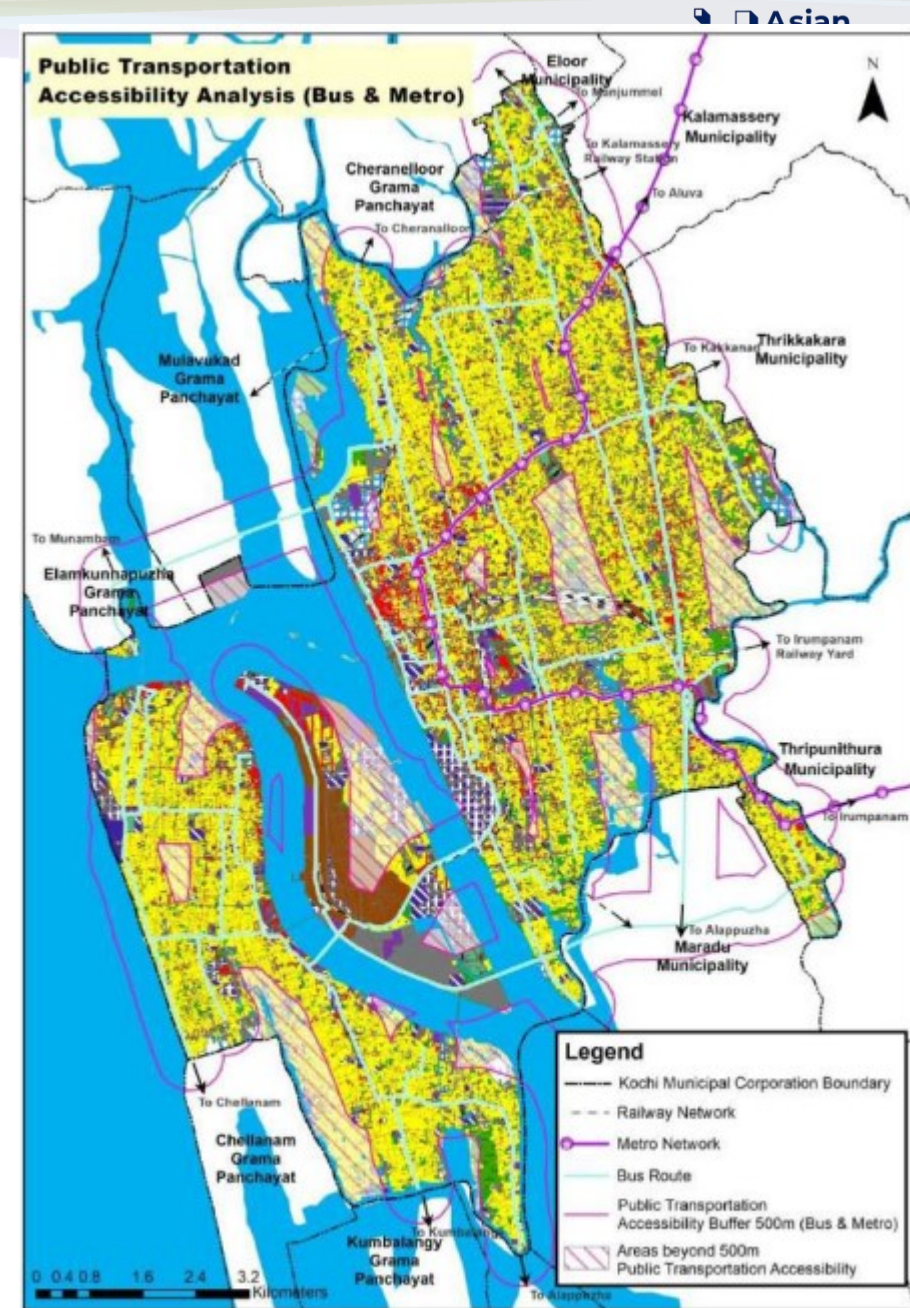 Asian
Public Transportation
Accessibility Analysis (Bus & Metro)
Eloor
Municipality
To Manjummel
N
Kalamassery
Municipality
To Kalamassery
Railway Station
Cheranelloor
Grama
Panchayat
To Aluva
To Cheranalloor
To Kakkanad
Thrikkakara
Municipality
Mulavukad
Grama
Panchayat
To Munambam
Elamkunnapuzha
Grama
Panchayat
To Irumpanam
Railway Yard
Thripunithura
Municipality
To Irumpanam
To Alappuzha
Maradu
Municipality
To Chellanam
Chellanam
Grama
Panchayat
To Kumbalangi
Kumbalangy
Grama
Panchayat
To Alappuzha
0 0.4 0.8 1.6 2.4 3.2
Kilometers
Legend
Kochi Municipal Corporation Boundary
Railway Network
Metro Network
Bus Route
Public Transportation
Accessibility Buffer 500m (Bus & Metro)
Areas beyond 500m
Public Transportation Accessibility